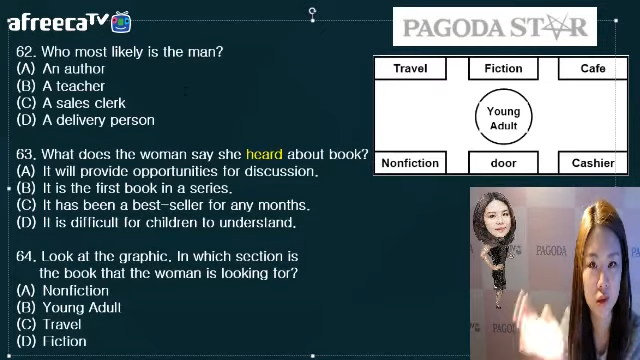 afreecaTV
PAGODA STAR
62. Who most likely is the man?
(A) An author
(B) A teacher
(C) A sales clerk
(D) A delivery person
63. What does the woman say she heard about book?
(A) It will provide opportunities for discussion.
(B) It is the first book in a series.
(C) It has been a best-seller for any months.
(D) It is difficult for children to understand.
64. Look at the graphic. In which section is
the book that the woman is looking for?
(A) Nonfiction
(B) Young Adult
(C) Travel
(D) Fiction
Travel
Fiction
Cafe
Young
Adult
Nonfiction
door
Cashier
PAGODA